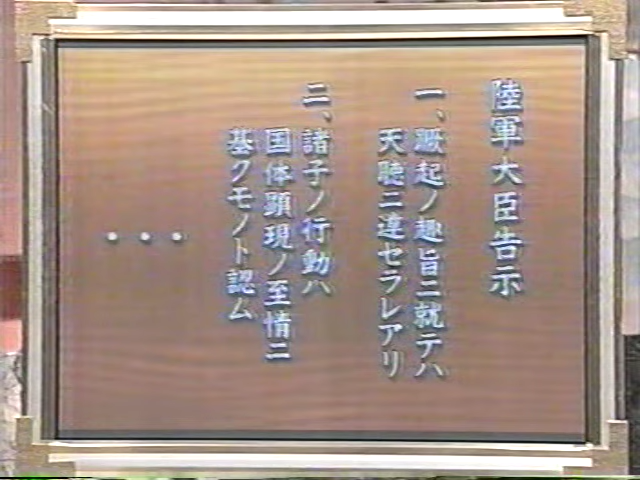 陸軍大臣告示
一、蹶起ノ趣旨ニ就テハ
天聴ニ達セラレアリ
二、諸子ノ行動ハ
国体顕現ノ至情ニ
基クモノト認ム
・・・